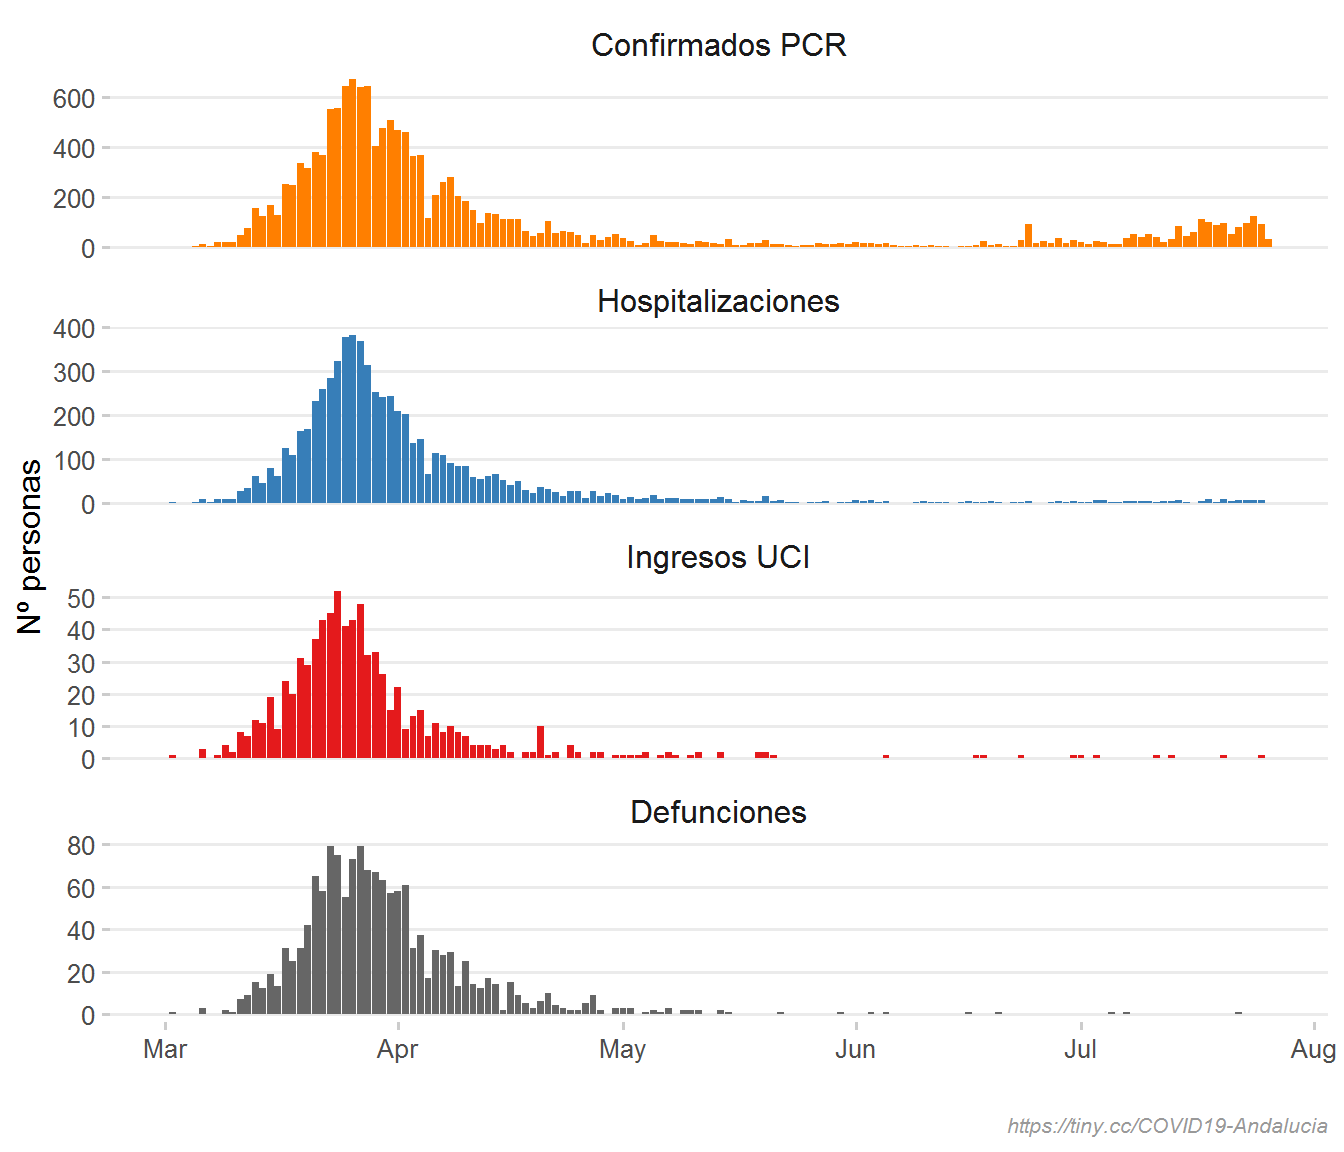 Confirmados PCR
600
400
200
0
Hospitalizaciones
400
300
200
100
0
Nº personas
Ingresos UCI
50
40
30
20
10
0
Defunciones
80
60
40
20
0
Mar Apr May Jun Jul Aug
https://tiny.cc/COVID19-Andalucia